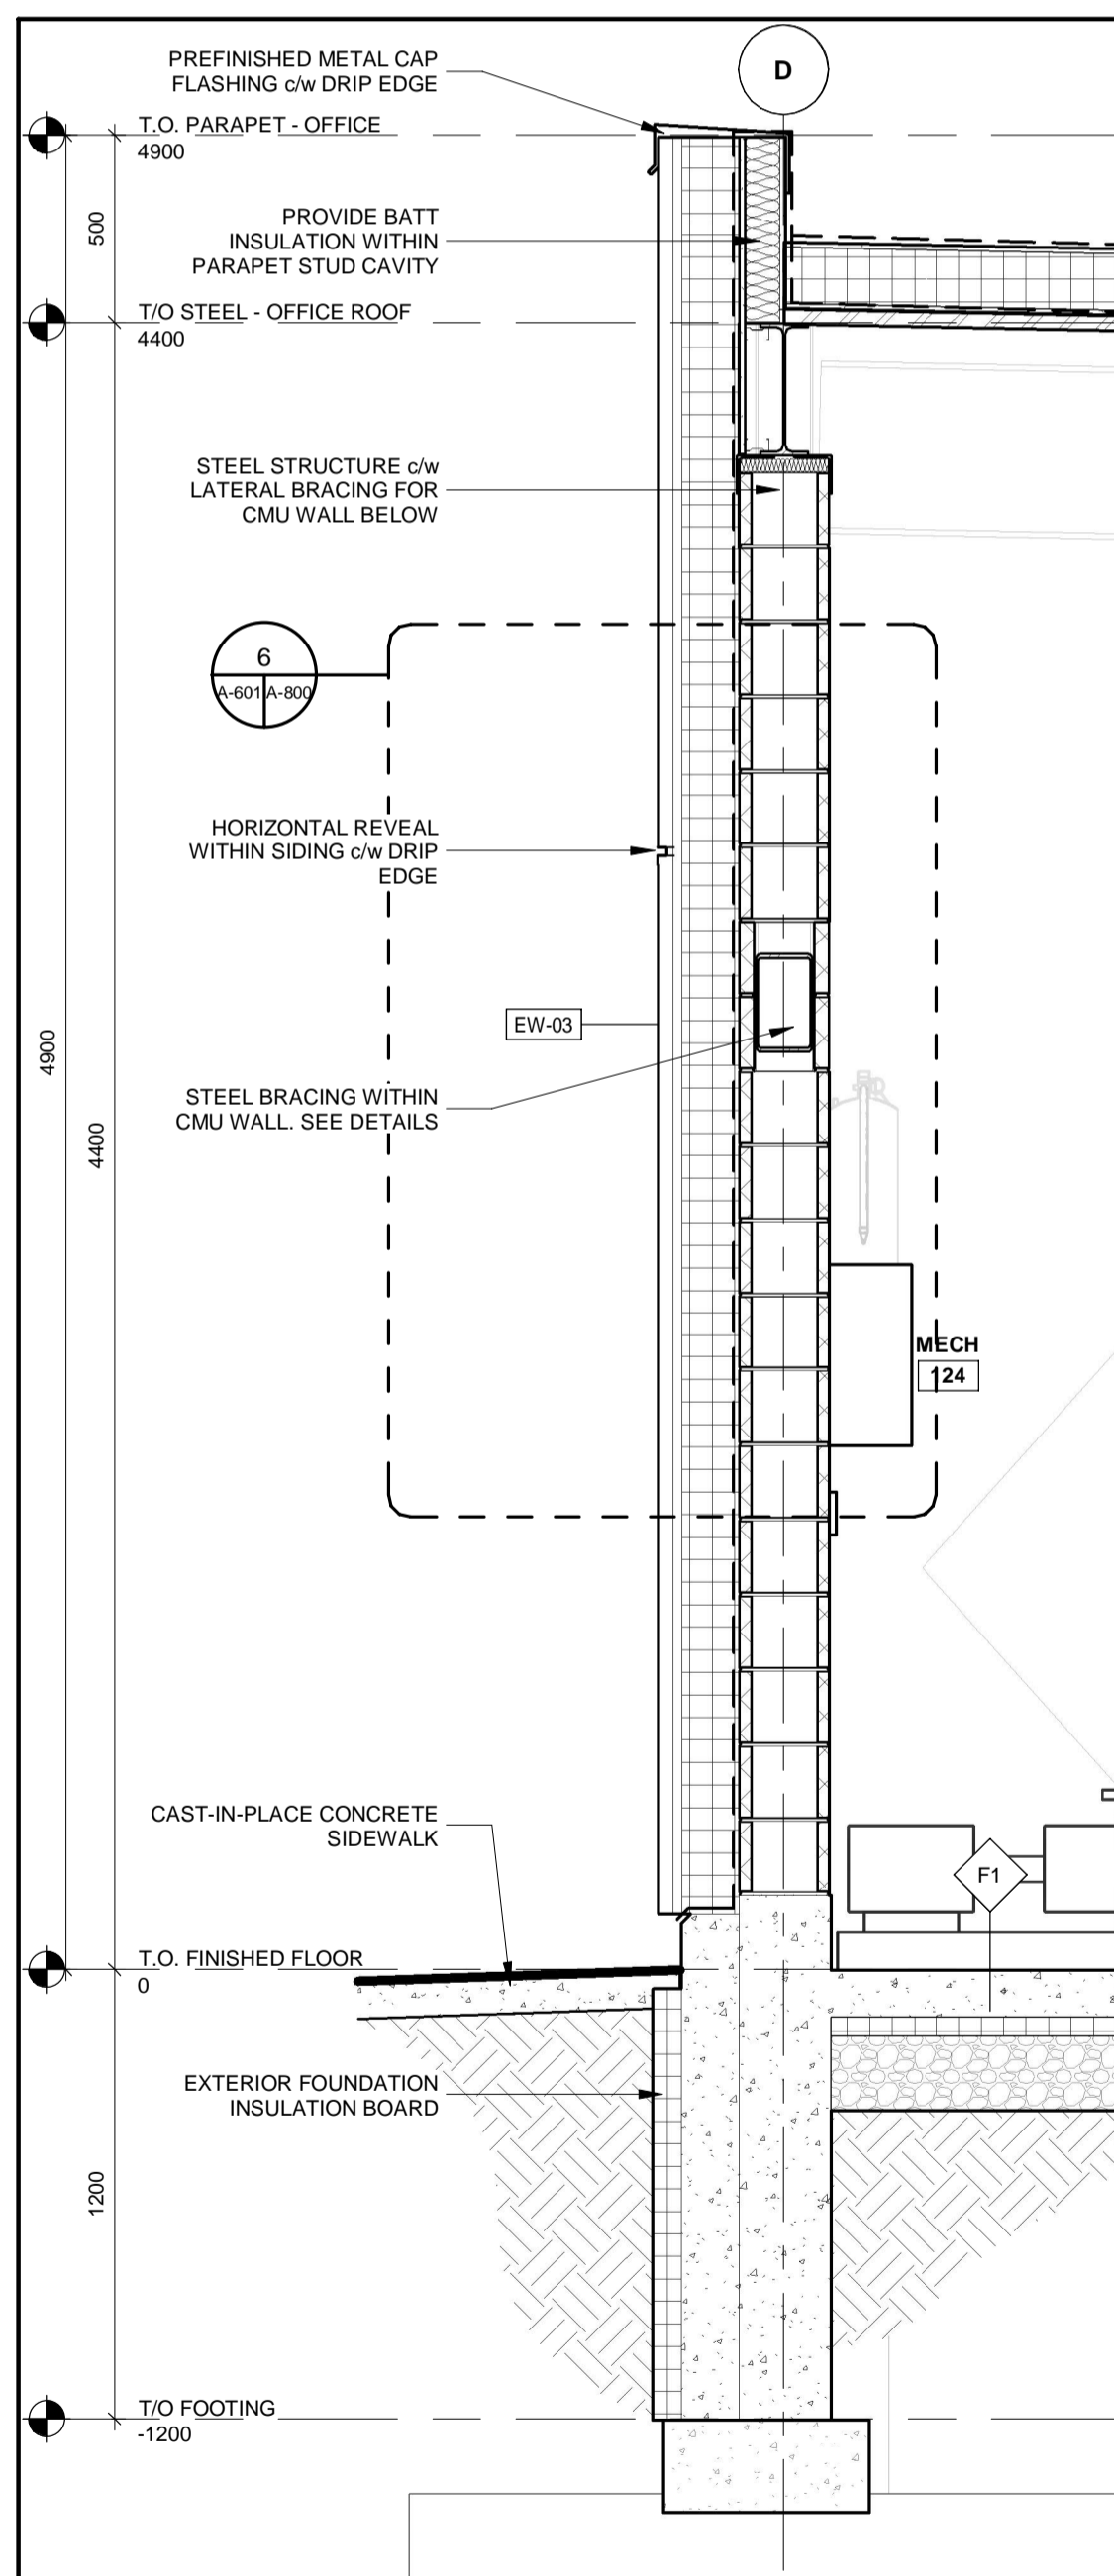 PREFINISHED METAL CAP
FLASHING c/w DRIP EDGE
D
T.O. PARAPET - OFFICE
4900
500
PROVIDE BATT
INSULATION WITHIN
PARAPET STUD CAVITY
T/O STEEL - OFFICE ROOF
4400
STEEL STRUCTURE c/w
LATERAL BRACING FOR
CMU WALL BELOW
6
A-601 A-800
HORIZONTAL REVEAL
WITHIN SIDING c/w DRIP
EDGE
EW-03
4900
4400
STEEL BRACING WITHIN
CMU WALL. SEE DETAILS
MECH
124
CAST-IN-PLACE CONCRETE
SIDEWALK
F1
T.O. FINISHED FLOOR
0
EXTERIOR FOUNDATION
INSULATION BOARD
1200
T/O FOOTING
-1200